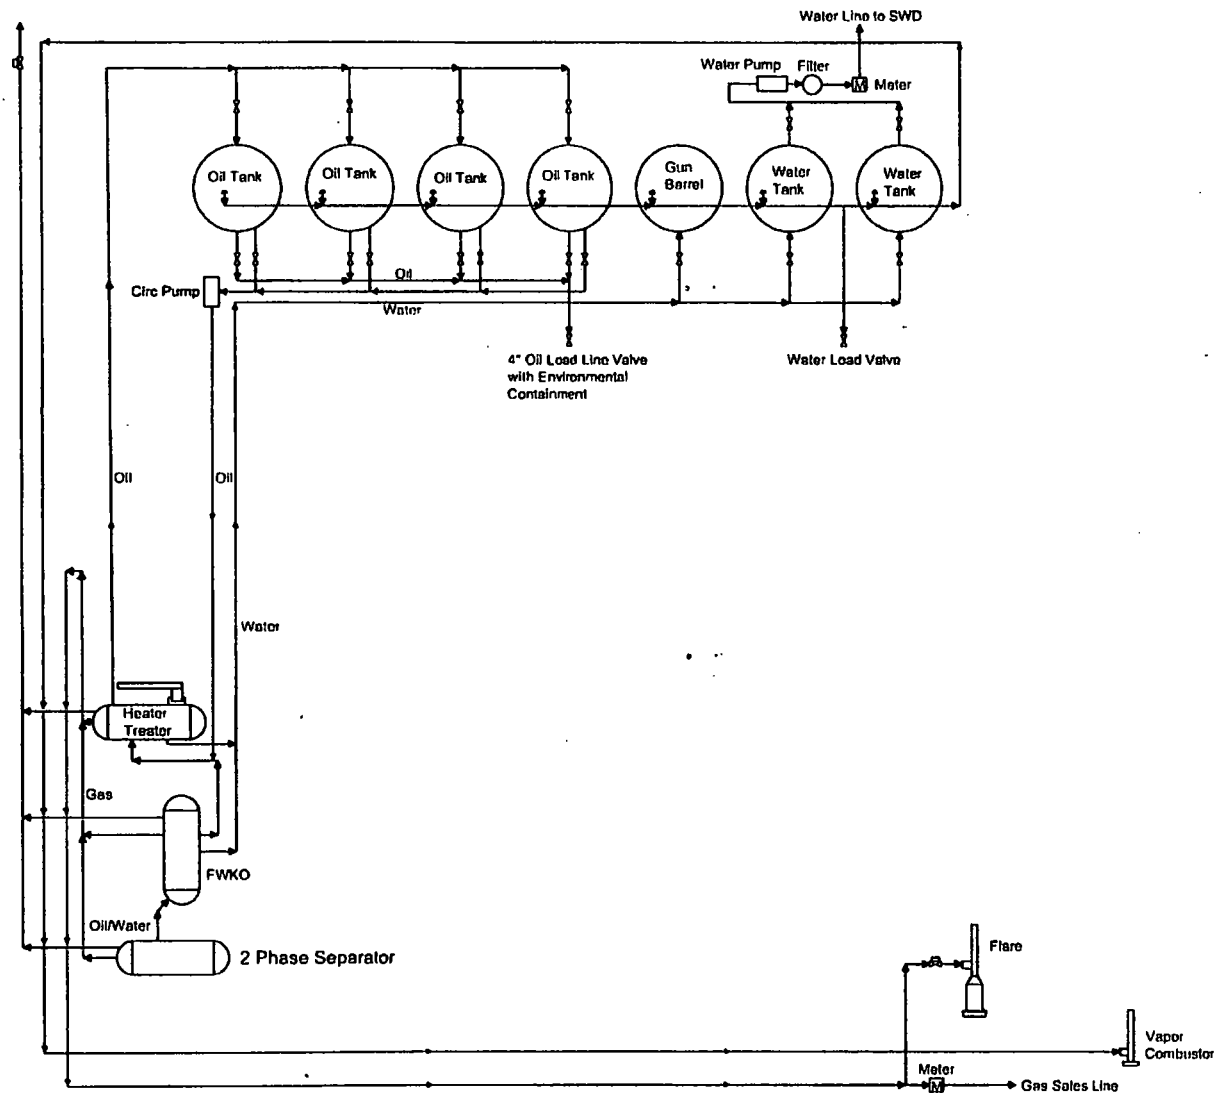 Water Line to SWD
Water Pump
Filter
M
Meter
Oil Tank
Oil Tank
Oil Tank
Oil Tank
Gun
Barrel
Water
Tank
Water
Tank
Oil
Circ Pump
Water
4" Oil Load Line Valve
with Environmental
Containment
Water Load Valve
Oil
Oil
Water
Heater
Treater
Gas
FWKO
Oil/Water
2 Phase Separator
Flare
Vapor
Combustor
Meter
M
Gas Sales Line